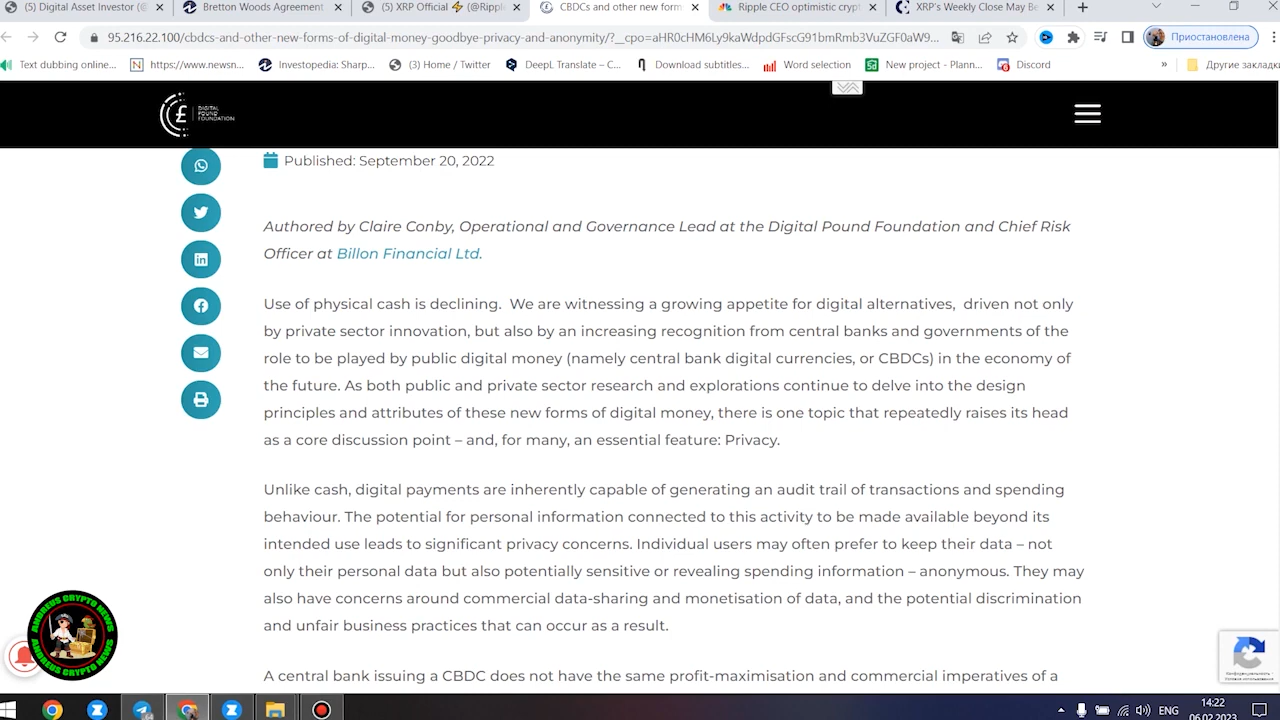 (5) Digital Asset Investor (@
Bretton Woods Agreement
(5) XRP Official ⚡ (@Ripple
CBDCs and other new form
Ripple CEO optimistic crypt
XRP's Weekly Close May Be
95.216.22.100/cbdcs-and-other-new-forms-of-digital-money-goodbye-privacy-and-anonymity/?__cpo=aHR0cHM6Ly9kaWdpdGFscG91bmRmb3VuZGF0aW9...
Приостановлена
Text dubbing online...
https://www.newsn...
Investopedia: Sharp...
(3) Home / Twitter
DeepL Translate – C...
Download subtitles...
Word selection
New project - Plann...
Discord
»
Другие закладки
DIGITAL
POUND
FOUNDATION
Published: September 20, 2022
Authored by Claire Conby, Operational and Governance Lead at the Digital Pound Foundation and Chief Risk
Officer at Billon Financial Ltd.
Use of physical cash is declining.  We are witnessing a growing appetite for digital alternatives,  driven not only
by private sector innovation, but also by an increasing recognition from central banks and governments of the
role to be played by public digital money (namely central bank digital currencies, or CBDCs) in the economy of
the future. As both public and private sector research and explorations continue to delve into the design
principles and attributes of these new forms of digital money, there is one topic that repeatedly raises its head
as a core discussion point – and, for many, an essential feature: Privacy.
Unlike cash, digital payments are inherently capable of generating an audit trail of transactions and spending
behaviour. The potential for personal information connected to this activity to be made available beyond its
intended use leads to significant privacy concerns. Individual users may often prefer to keep their data – not
only their personal data but also potentially sensitive or revealing spending information – anonymous. They may
also have concerns around commercial data-sharing and monetisation of data, and the potential discrimination
and unfair business practices that can occur as a result.
A central bank issuing a CBDC does not have the same profit-maximisation and commercial imperatives of a
ANDREUS CRYPTO NEWS
ANDREUS CRYPTO NEWS
Конфиденциальность -
14:22
ENG
06.02.2023